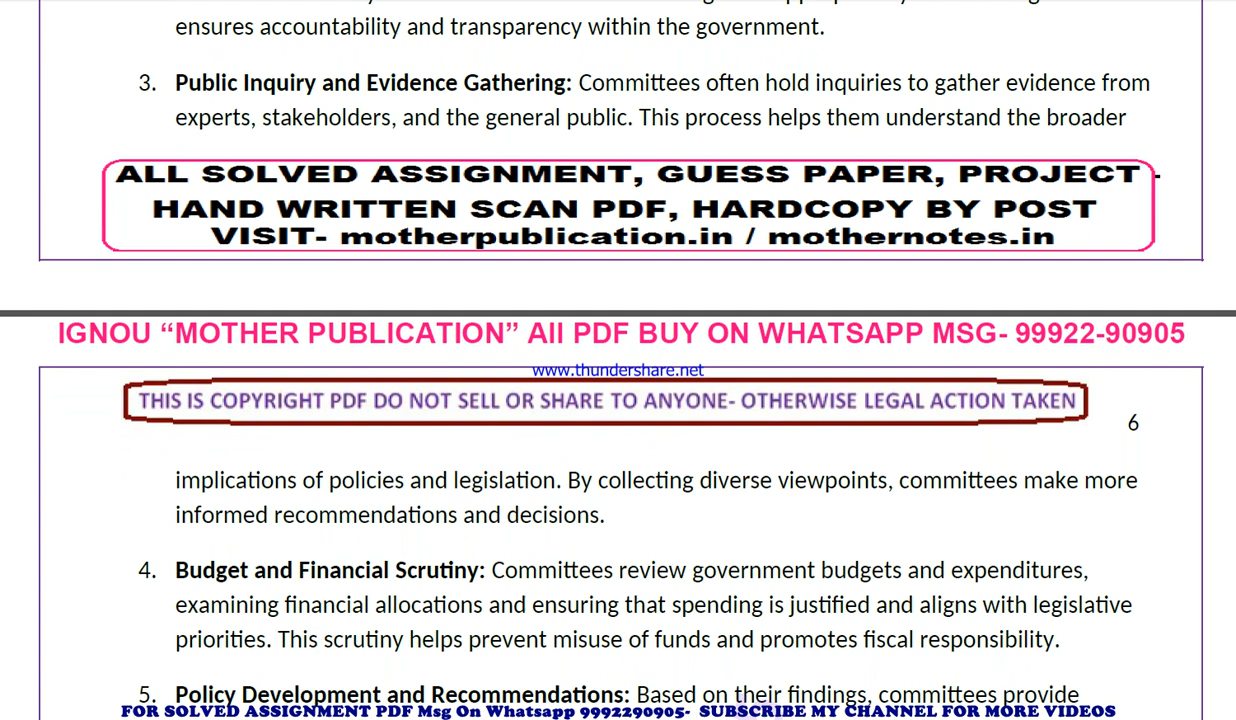 ensures accountability and transparency within the government.
3. Public Inquiry and Evidence Gathering: Committees often hold inquiries to gather evidence from
experts, stakeholders, and the general public. This process helps them understand the broader
ALL SOLVED ASSIGNMENT, GUESS PAPER, PROJECT -
HAND WRITTEN SCAN PDF, HARDCOPY BY POST
VISIT- motherpublication.in / mothernotes.in
IGNOU “MOTHER PUBLICATION” All PDF BUY ON WHATSAPP MSG- 99922-90905
www.thundershare.net
THIS IS COPYRIGHT PDF DO NOT SELL OR SHARE TO ANYONE- OTHERWISE LEGAL ACTION TAKEN
6
implications of policies and legislation. By collecting diverse viewpoints, committees make more
informed recommendations and decisions.
4. Budget and Financial Scrutiny: Committees review government budgets and expenditures,
examining financial allocations and ensuring that spending is justified and aligns with legislative
priorities. This scrutiny helps prevent misuse of funds and promotes fiscal responsibility.
5. Policy Development and Recommendations: Based on their findings, committees provide
FOR SOLVED ASSIGNMENT PDF Msg On Whatsapp 9992290905- SUBSCRIBE MY CHANNEL FOR MORE VIDEOS